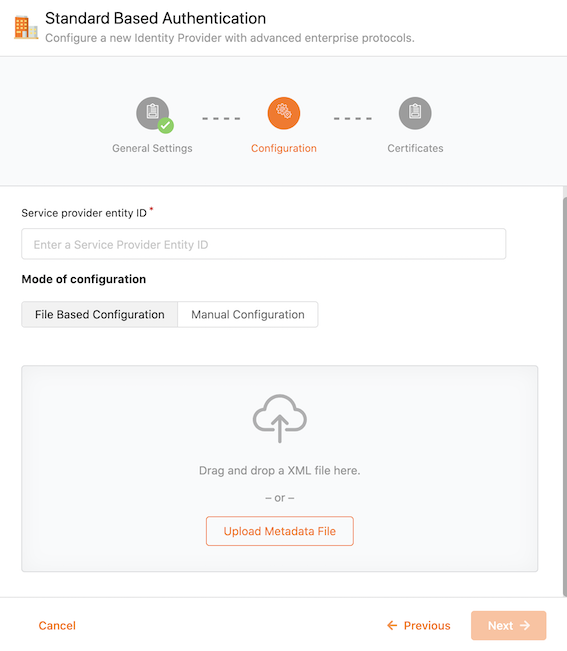 Standard Based Authentication
Configure a new Identity Provider with advanced enterprise protocols.
General Settings
Configuration
Certificates
Service provider entity ID *
Enter a Service Provider Entity ID
Mode of configuration
File Based Configuration
Manual Configuration
Drag and drop a XML file here.
– or –
Upload Metadata File
Cancel
Previous
Next